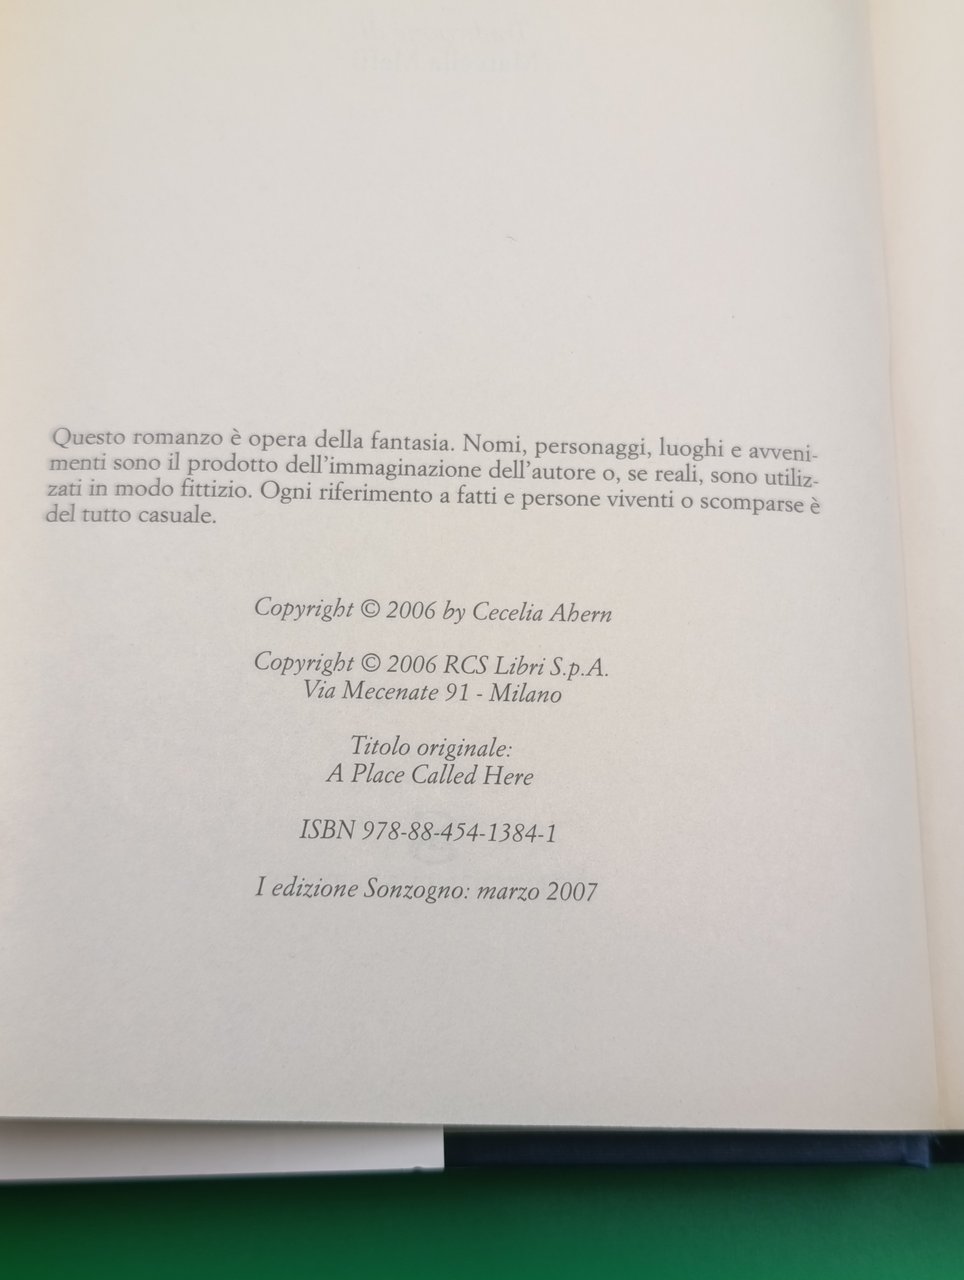 Questo romanzo è opera della fantasia. Nomi, personaggi, luoghi e avveni-
menti sono il prodotto dell'immaginazione dell'autore o, se reali, sono utiliz-
zati in modo fittizio. Ogni riferimento a fatti e persone viventi o scomparse è
del tutto casuale.
Copyright © 2006 by Cecelia Ahern
Copyright © 2006 RCS Libri S.p.A.
Via Mecenate 91 - Milano
Titolo originale:
A Place Called Here
ISBN 978-88-454-1384-1
I edizione Sonzogno: marzo 2007